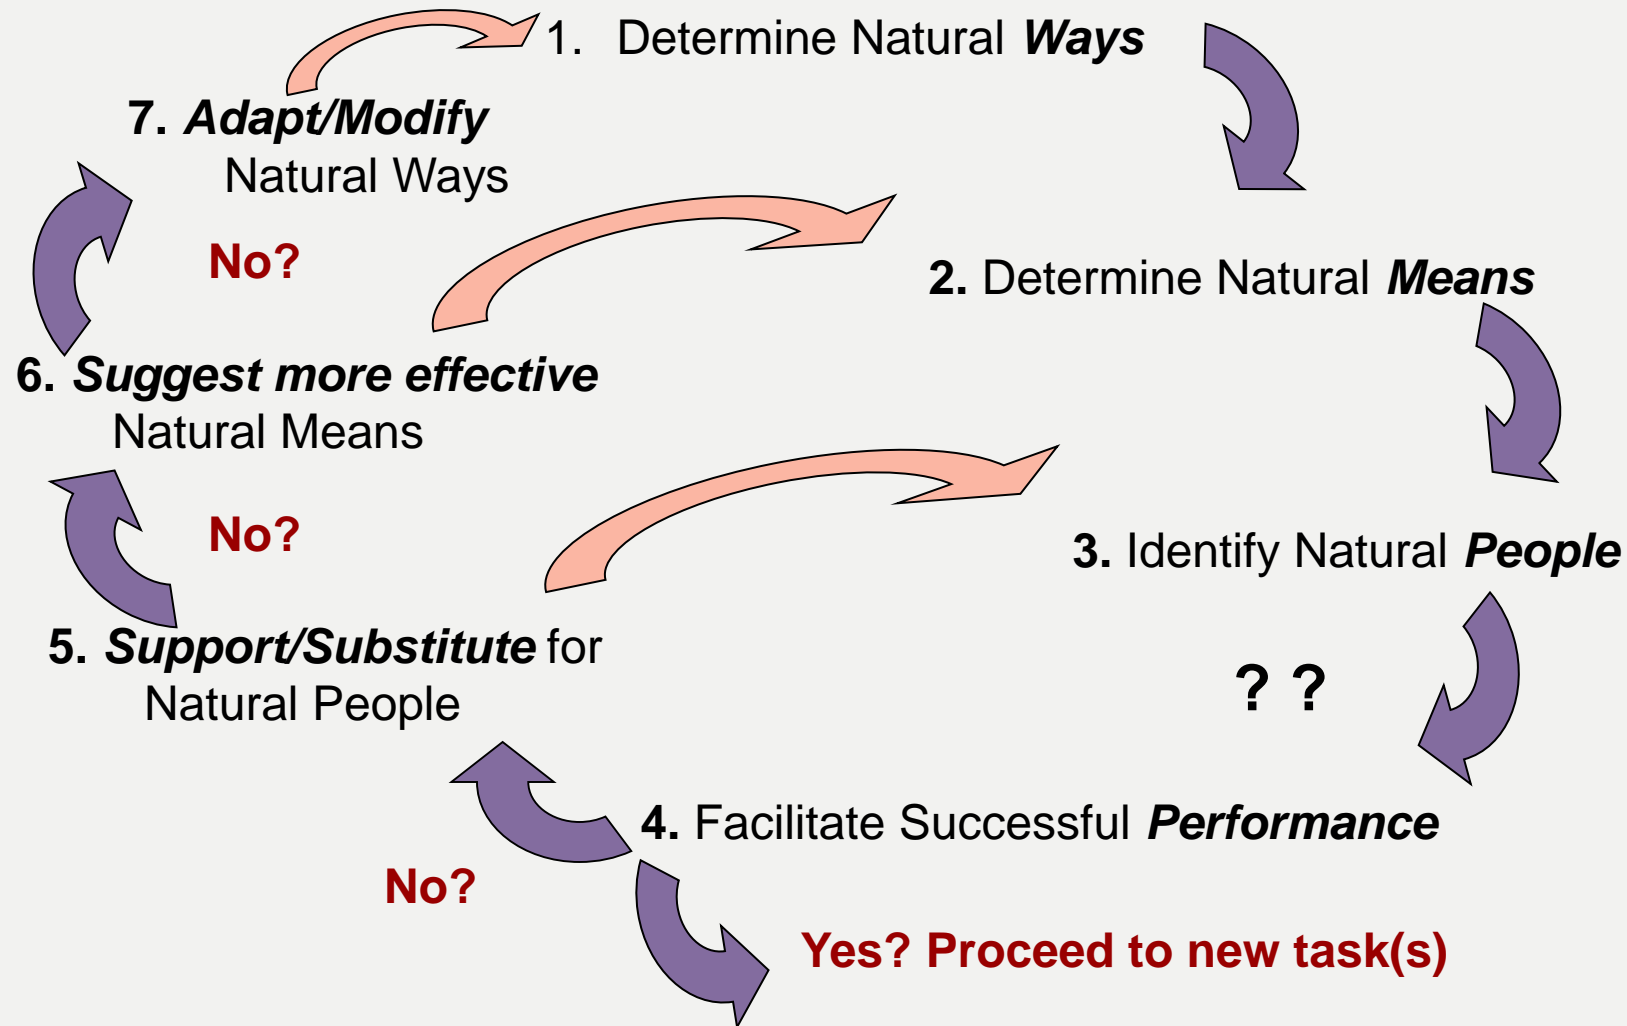 1. Determine Natural Ways
7. Adapt/Modify
Natural Ways
No?
2. Determine Natural Means
6. Suggest more effective
Natural Means
No?
3. Identify Natural People
5. Support/Substitute for
Natural People
? ?
4. Facilitate Successful Performance
No?
Yes? Proceed to new task(s)